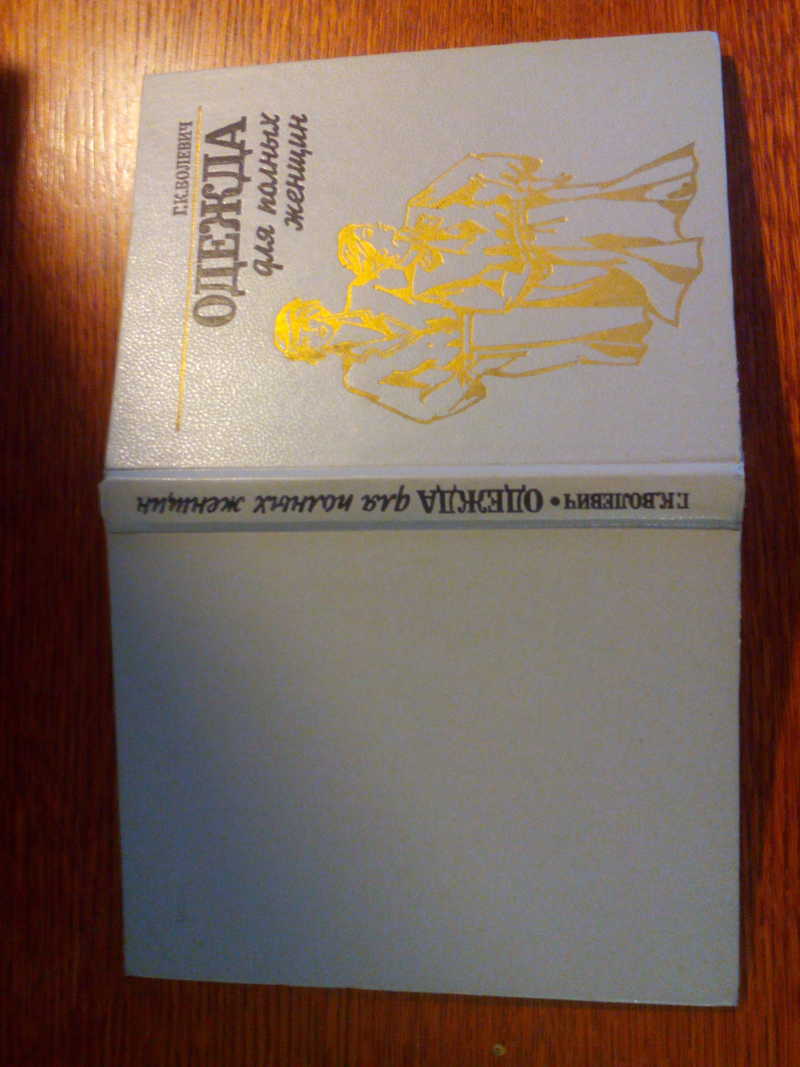 Г.К.ВОЛЕВИЧ
ОДЕЖДА
для полных
женщин
Г.К.ВОЛЕВИЧ • ОДЕЖДА для полных женщин